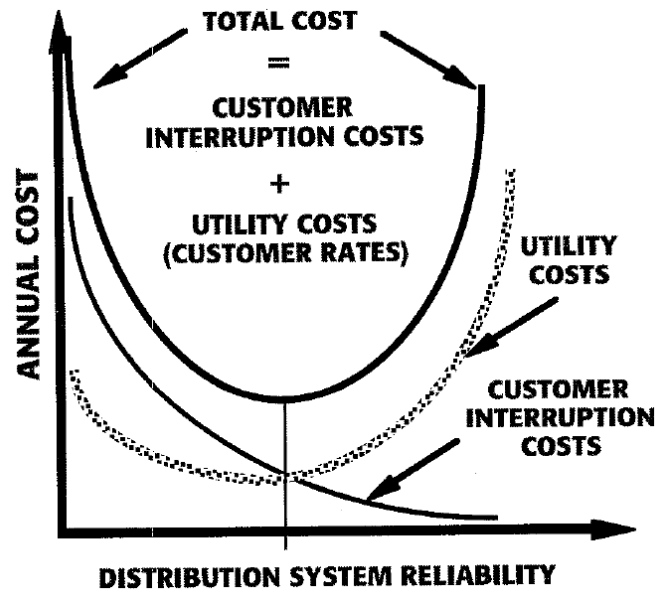 TOTAL COST
=
CUSTOMER
INTERRUPTION COSTS
+
UTILITY COSTS
(CUSTOMER RATES)
ANNUAL COST
UTILITY
COSTS
CUSTOMER
INTERRUPTION
COSTS
DISTRIBUTION SYSTEM RELIABILITY